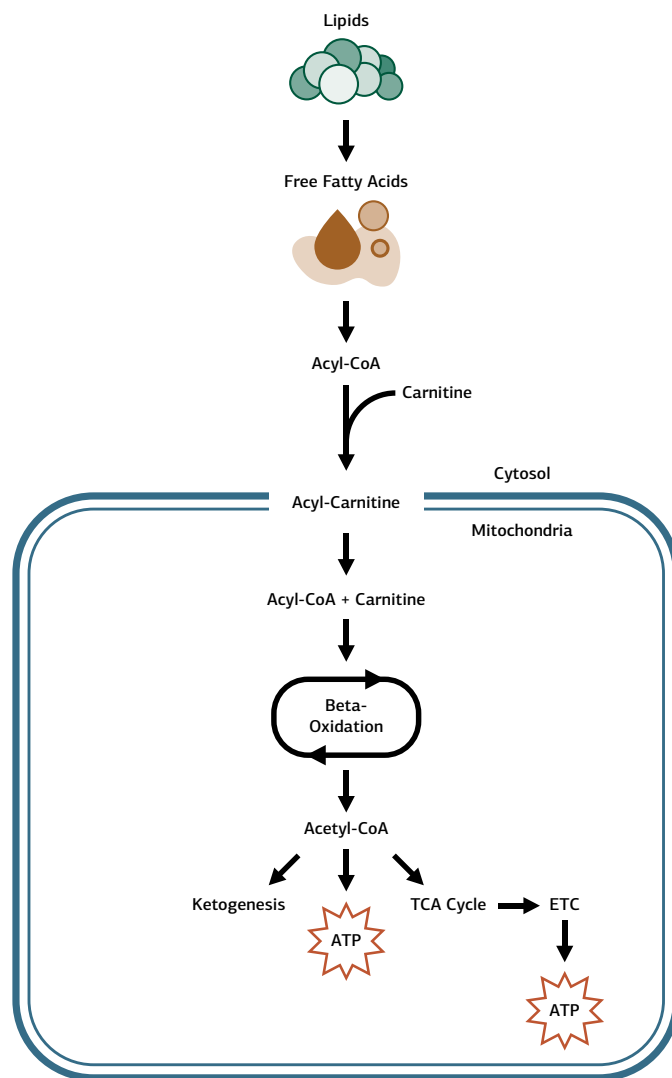 Lipids
Free Fatty Acids
Acyl-CoA
Carnitine
Cytosol
Acyl-Carnitine
Mitochondria
Acyl-CoA + Carnitine
Beta-
Oxidation
Acetyl-CoA
Ketogenesis
TCA Cycle
ETC
ATP
ATP